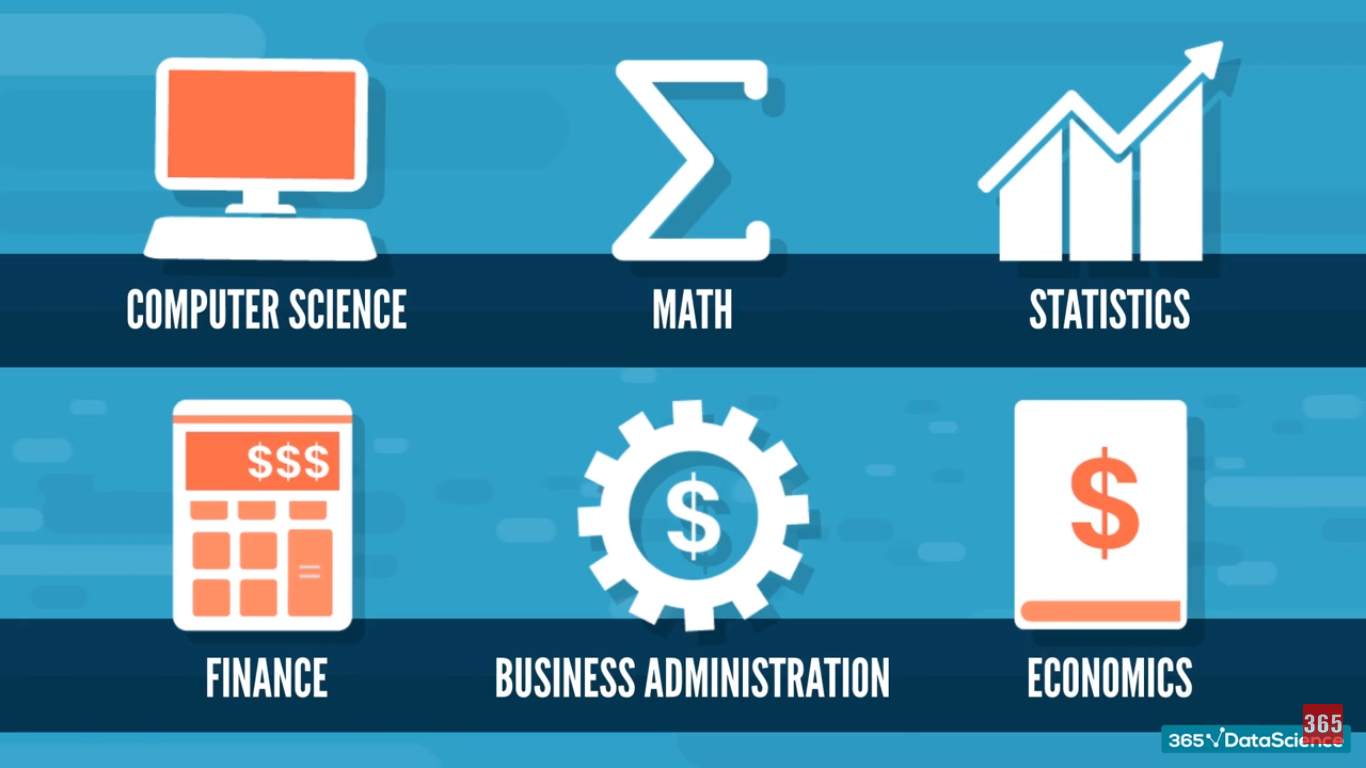 COMPUTER SCIENCE
MATH
STATISTICS
$$$
=
$
$
FINANCE
BUSINESS ADMINISTRATION
ECONOMICS
365
365 DataScience